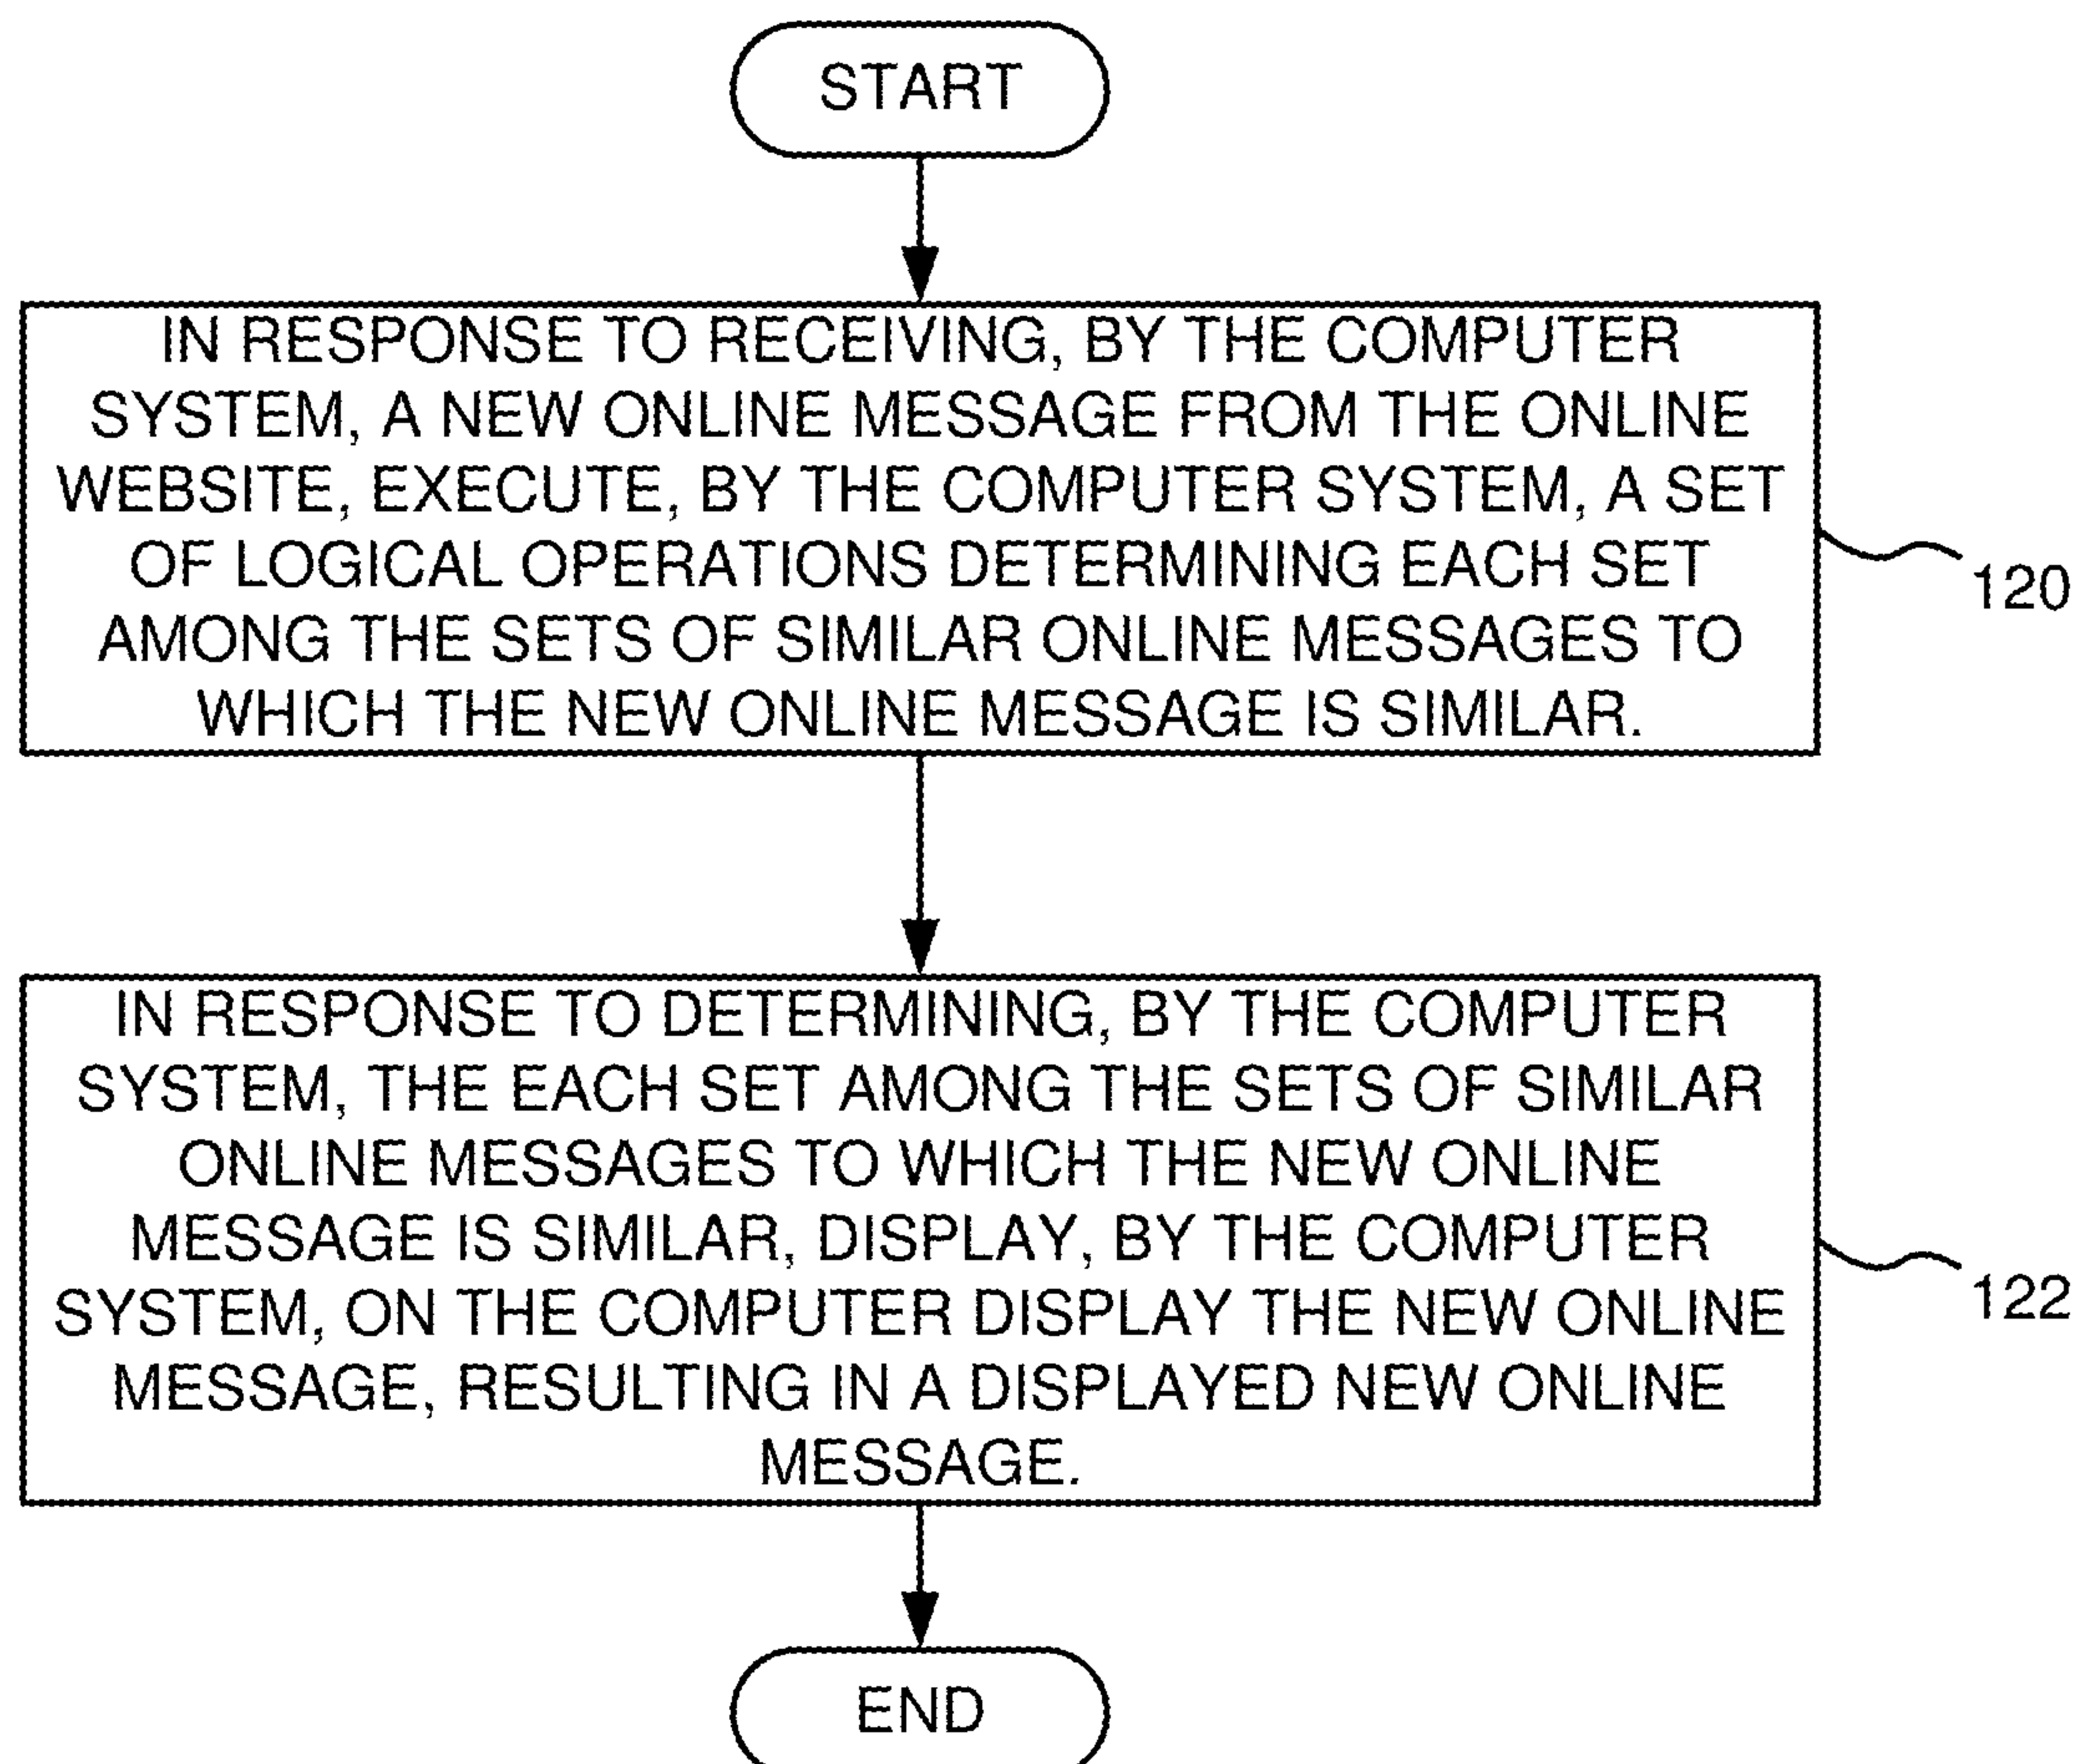 START
IN RESPONSE TO RECEIVING, BY THE COMPUTER
SYSTEM, A NEW ONLINE MESSAGE FROM THE ONLINE
WEBSITE, EXECUTE, BY THE COMPUTER SYSTEM, A SET
OF LOGICAL OPERATIONS DETERMINING EACH SET
AMONG THE SETS OF SIMILAR ONLINE MESSAGES TO
WHICH THE NEW ONLINE MESSAGE IS SIMILAR.
120
IN RESPONSE TO DETERMINING, BY THE COMPUTER
SYSTEM, THE EACH SET AMONG THE SETS OF SIMILAR
ONLINE MESSAGES TO WHICH THE NEW ONLINE
MESSAGE IS SIMILAR, DISPLAY, BY THE COMPUTER
SYSTEM, ON THE COMPUTER DISPLAY THE NEW ONLINE
MESSAGE, RESULTING IN A DISPLAYED NEW ONLINE
MESSAGE.
122
END